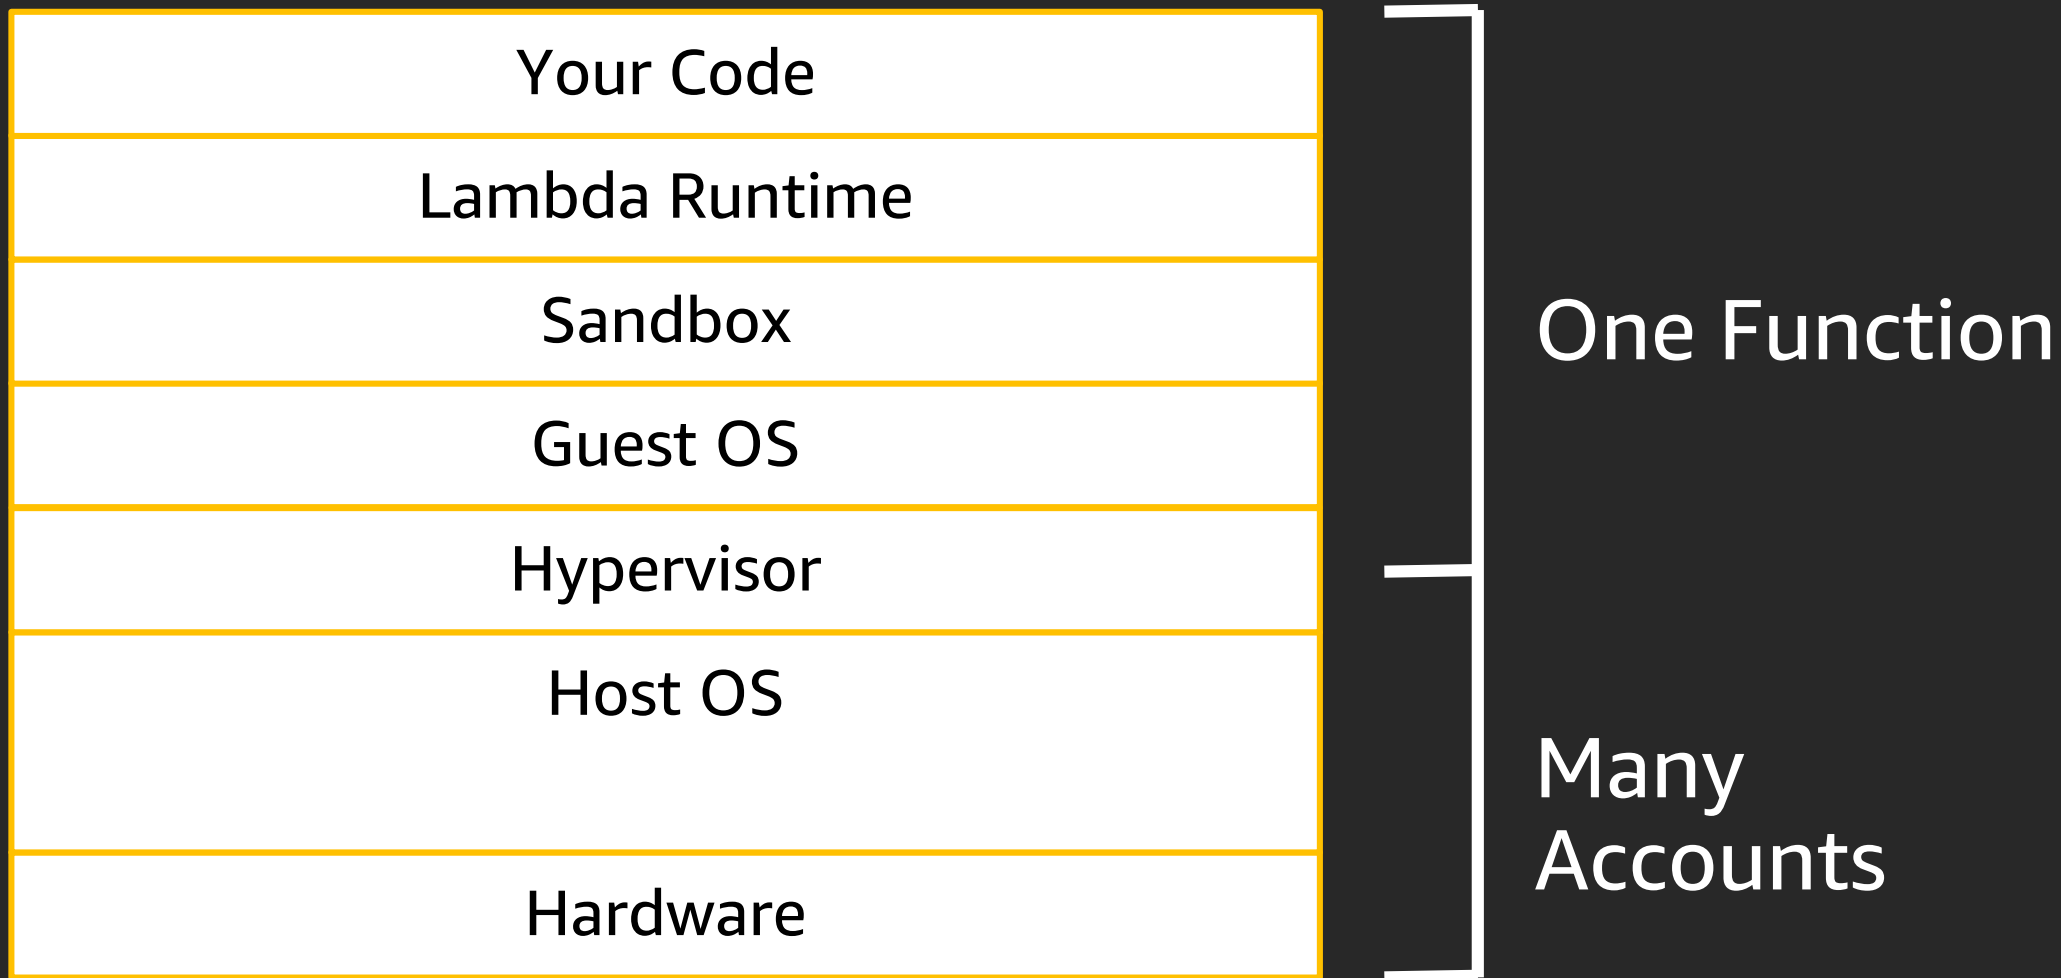 Your Code
Lambda Runtime
Sandbox
Guest OS
Hypervisor
Host OS
Hardware
One Function
Many
Accounts